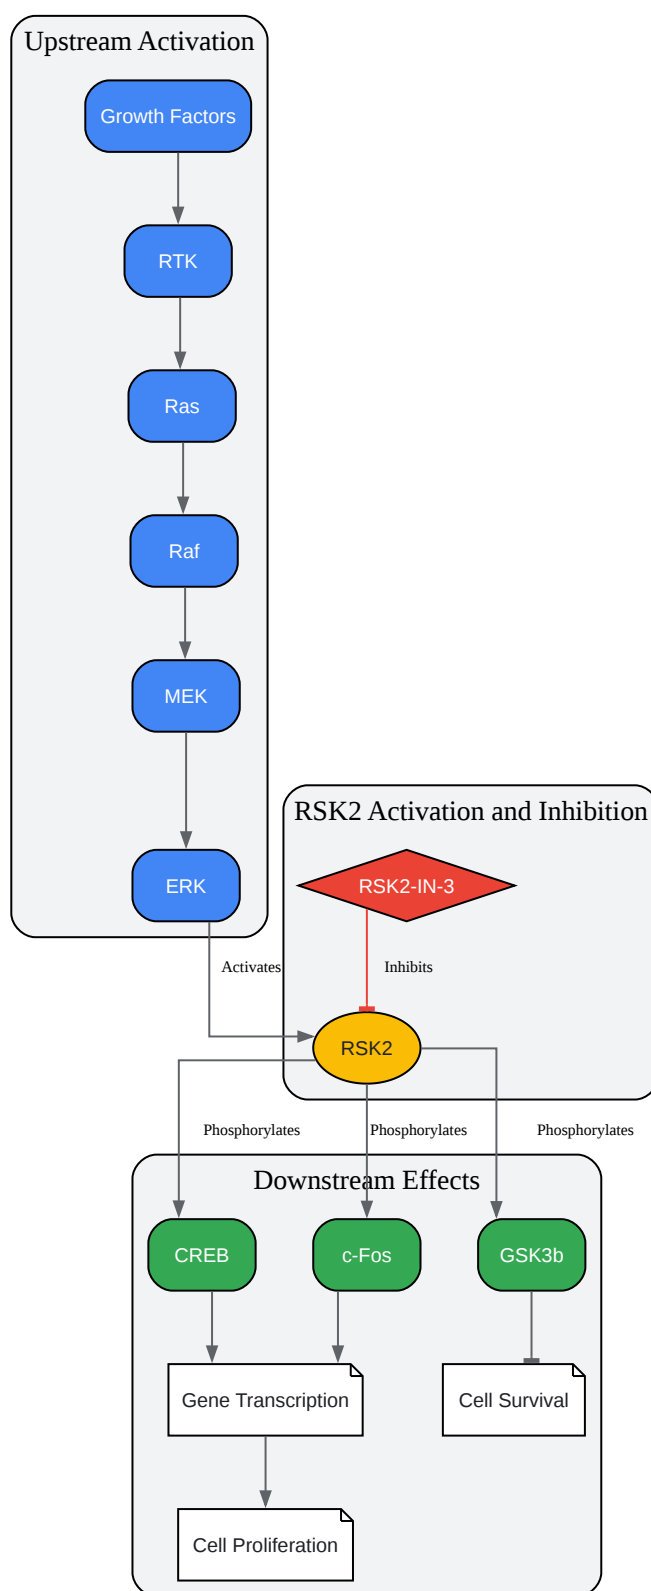 Upstream Activation
Growth Factors
RTK
Ras
Raf
MEK
ERK
RSK2 Activation and Inhibition
RSK2-IN-3
Activates
Inhibits
RSK2
Phosphorylates
Phosphorylates
Phosphorylates
Downstream Effects
CREB
c-Fos
GSK3b
Gene Transcription
Cell Survival
Cell Proliferation